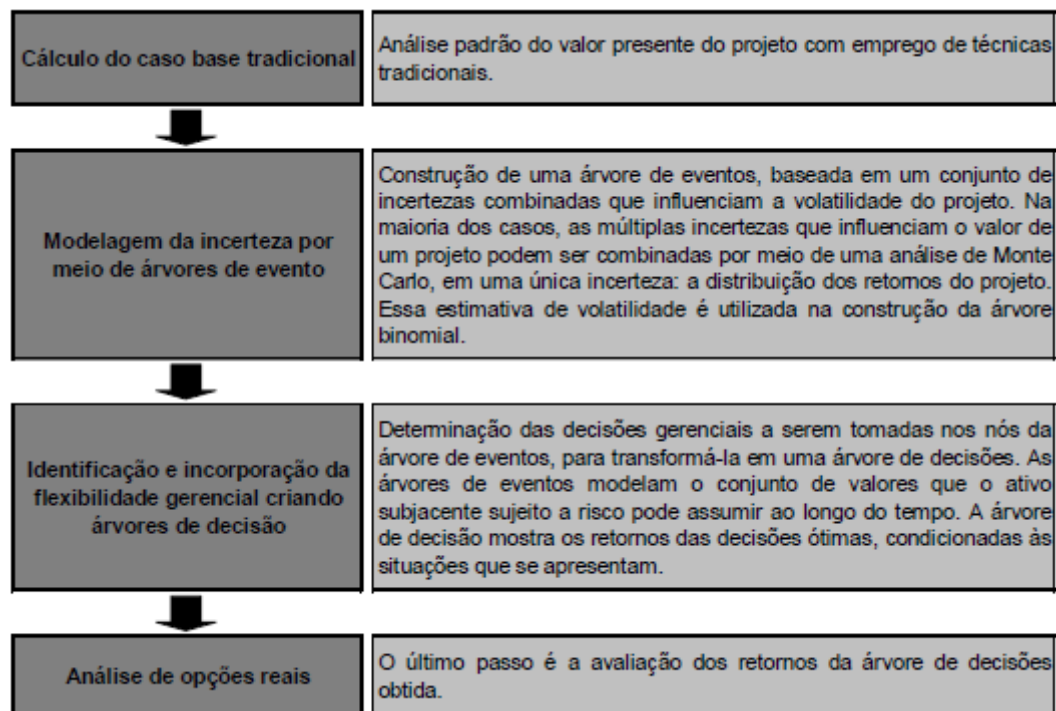 Cálculo do caso base tradicional
Análise padrão do valor presente do projeto com emprego de técnicas
tradicionais.
Modelagem da incerteza por
meio de árvores de evento
Construção de uma árvore de eventos, baseada em um conjunto de
incertezas combinadas que influenciam a volatilidade do projeto. Na
maioria dos casos, as múltiplas incertezas que influenciam o valor de
um projeto podem ser combinadas por meio de uma análise de Monte
Carlo, em uma única incerteza: a distribuição dos retornos do projeto.
Essa estimativa de volatilidade é utilizada na construção da árvore
binomial.
Identificação e incorporação da
flexibilidade gerencial criando
árvores de decisão
Determinação das decisões gerenciais a serem tomadas nos nós da
árvore de eventos, para transformá-la em uma árvore de decisões. As
árvores de eventos modelam o conjunto de valores que o ativo
subjacente sujeito a risco pode assumir ao longo do tempo. A árvore
de decisão mostra os retornos das decisões ótimas, condicionadas às
situações que se apresentam.
Análise de opções reais
O último passo é a avaliação dos retornos da árvore de decisões
obtida.